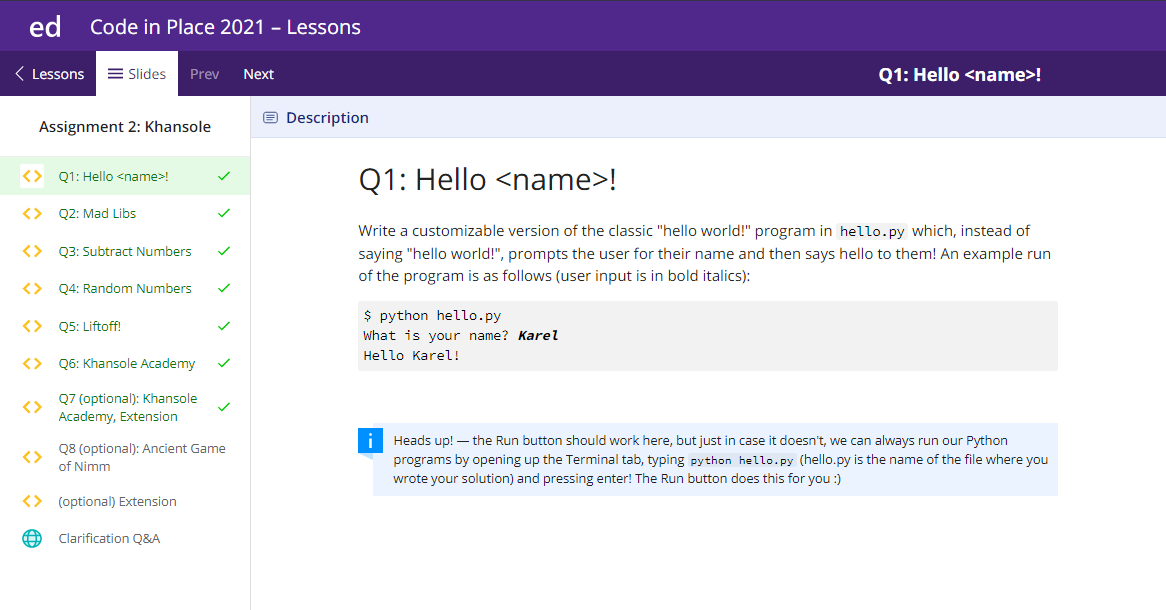 ed Code in Place 2021 – Lessons
Lessons Slides Prev Next Q1: Hello <name>!
Assignment 2: Khansole
Q1: Hello <name>!
Q2: Mad Libs
Q3: Subtract Numbers
Q4: Random Numbers
Q5: Liftoff!
Q6: Khansole Academy
Q7 (optional): Khansole
Academy, Extension
Q8 (optional): Ancient Game
of Nimm
(optional) Extension
Clarification Q&A
Description
Q1: Hello <name>!
Write a customizable version of the classic "hello world!" program in hello.py which, instead of
saying "hello world!", prompts the user for their name and then says hello to them! An example run
of the program is as follows (user input is in bold italics):
$ python hello.py
What is your name? Karel
Hello Karel!
i
Heads up! — the Run button should work here, but just in case it doesn't, we can always run our Python
programs by opening up the Terminal tab, typing python hello.py (hello.py is the name of the file where you
wrote your solution) and pressing enter! The Run button does this for you :)